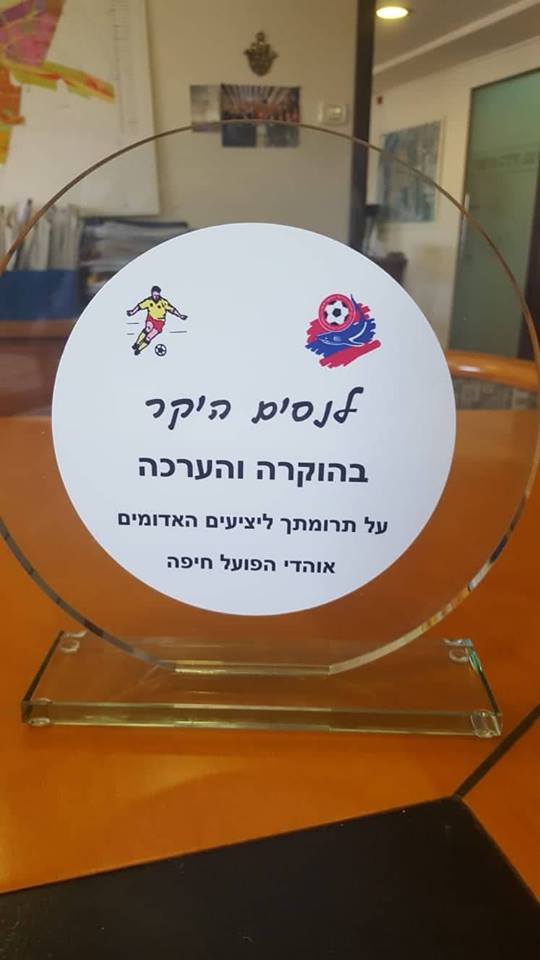 לנסים היקר
בהוקרה והערכה
על תרומתך ליציעים האדומים
אוהדי הפועל חיפה